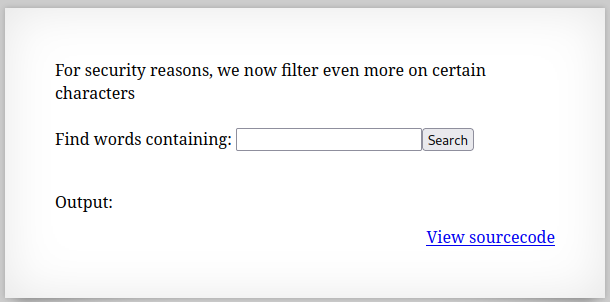 For security reasons, we now filter even more on certain
characters
Find words containing: Search
Output:
View sourcecode